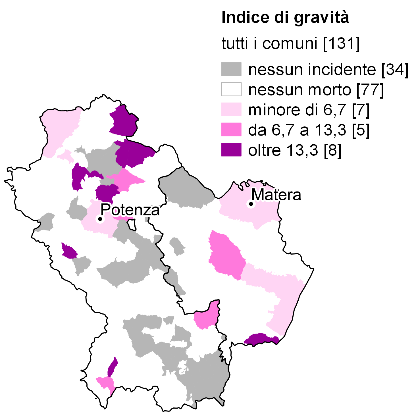 Indice di gravità
tutti i comuni [131]
nessun incidente [34]
nessun morto [77]
minore di 6,7 [7]
da 6,7 a 13,3 [5]
oltre 13,3 [8]
Matera
Potenza